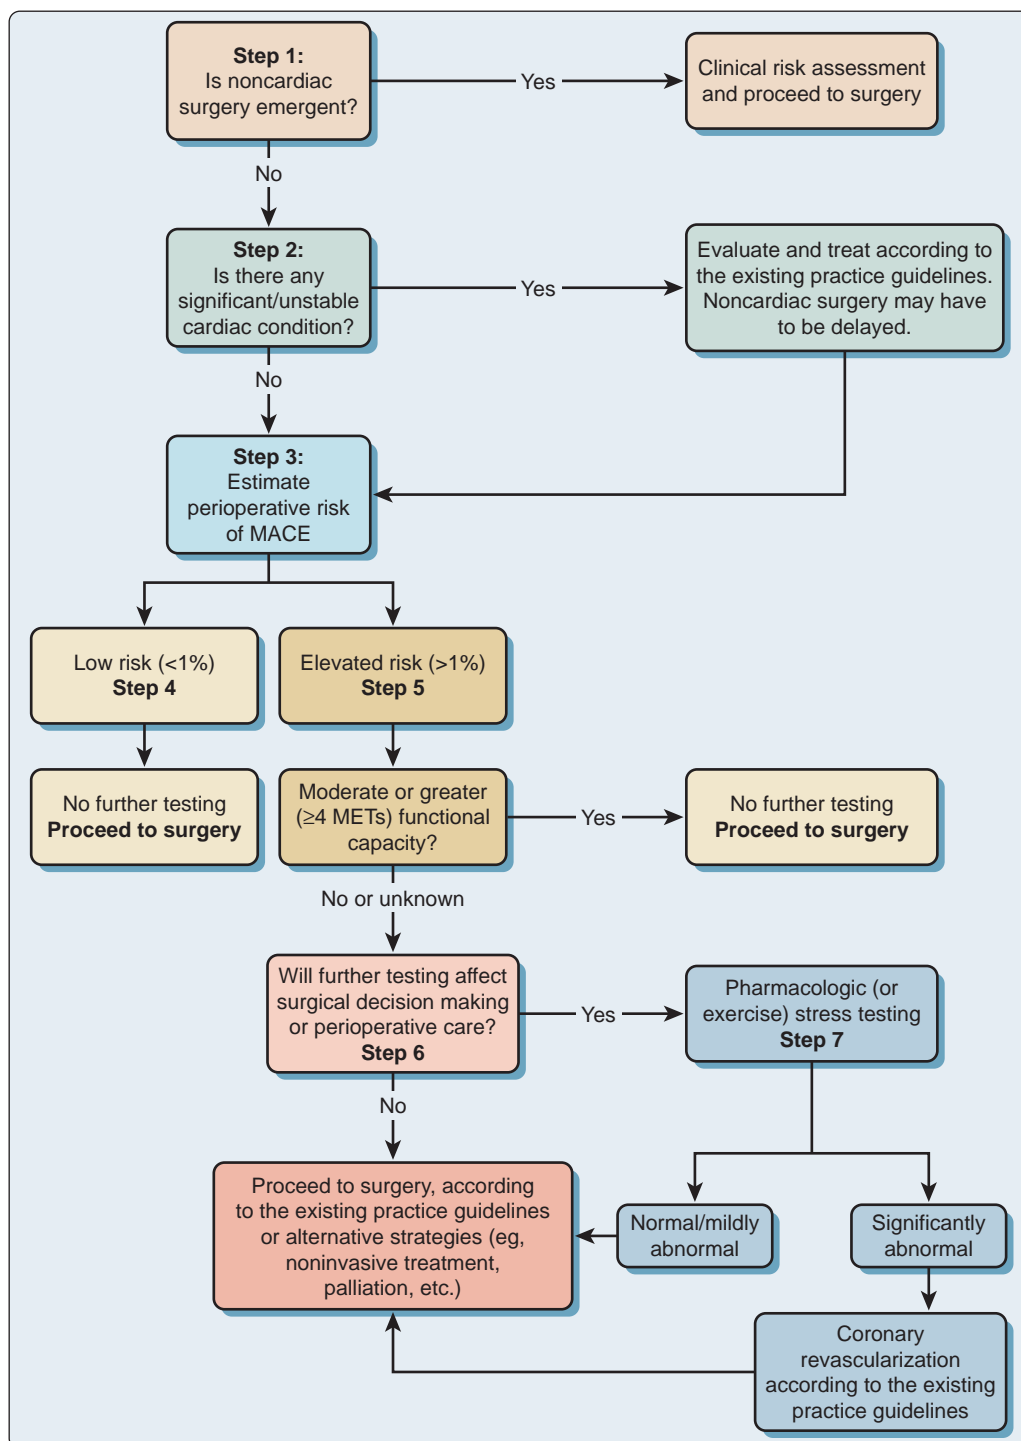 Step 1:
Is noncardiac
surgery emergent?
Yes
Clinical risk assessment
and proceed to surgery
No
Step 2:
Is there any
significant/unstable
cardiac condition?
Yes
Evaluate and treat according to
the existing practice guidelines.
Noncardiac surgery may have
to be delayed.
No
Step 3:
Estimate
perioperative risk
of MACE
Low risk (<1%)
Step 4
Elevated risk (>1%)
Step 5
No further testing
Proceed to surgery
Moderate or greater
(≥4 METs) functional
capacity?
Yes
No further testing
Proceed to surgery
No or unknown
Will further testing affect
surgical decision making
or perioperative care?
Step 6
Yes
Pharmacologic (or
exercise) stress testing
Step 7
No
Proceed to surgery, according
to the existing practice guidelines
or alternative strategies (eg,
noninvasive treatment,
palliation, etc.)
Normal/mildly
abnormal
Significantly
abnormal
Coronary
revascularization
according to the existing
practice guidelines